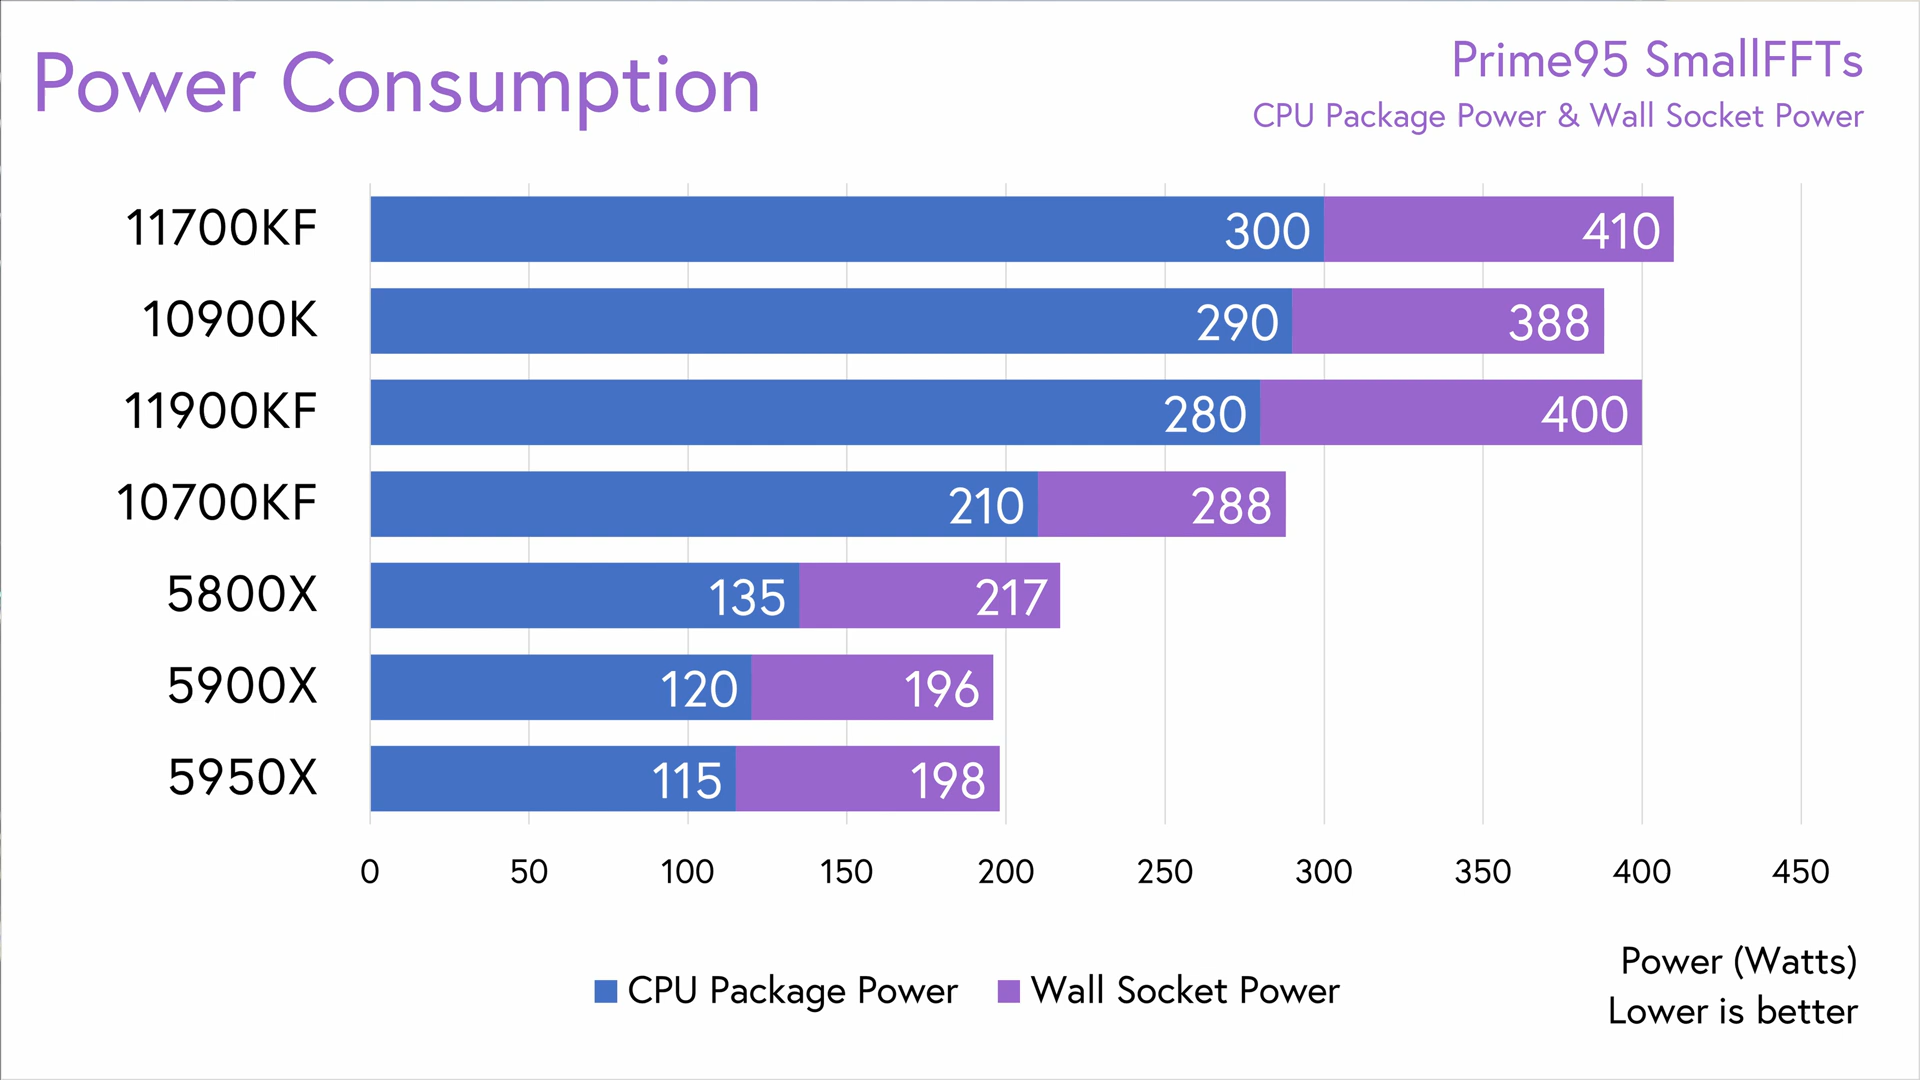 Power Consumption
Prime95 SmallFFTs
CPU Package Power & Wall Socket Power
11700KF 300 410
10900K 290 388
11900KF 280 400
10700KF 210 288
5800X 135 217
5900X 120 196
5950X 115 198
0 50 100 150 200 250 300 350 400 450
CPU Package Power Wall Socket Power
Power (Watts)
Lower is better